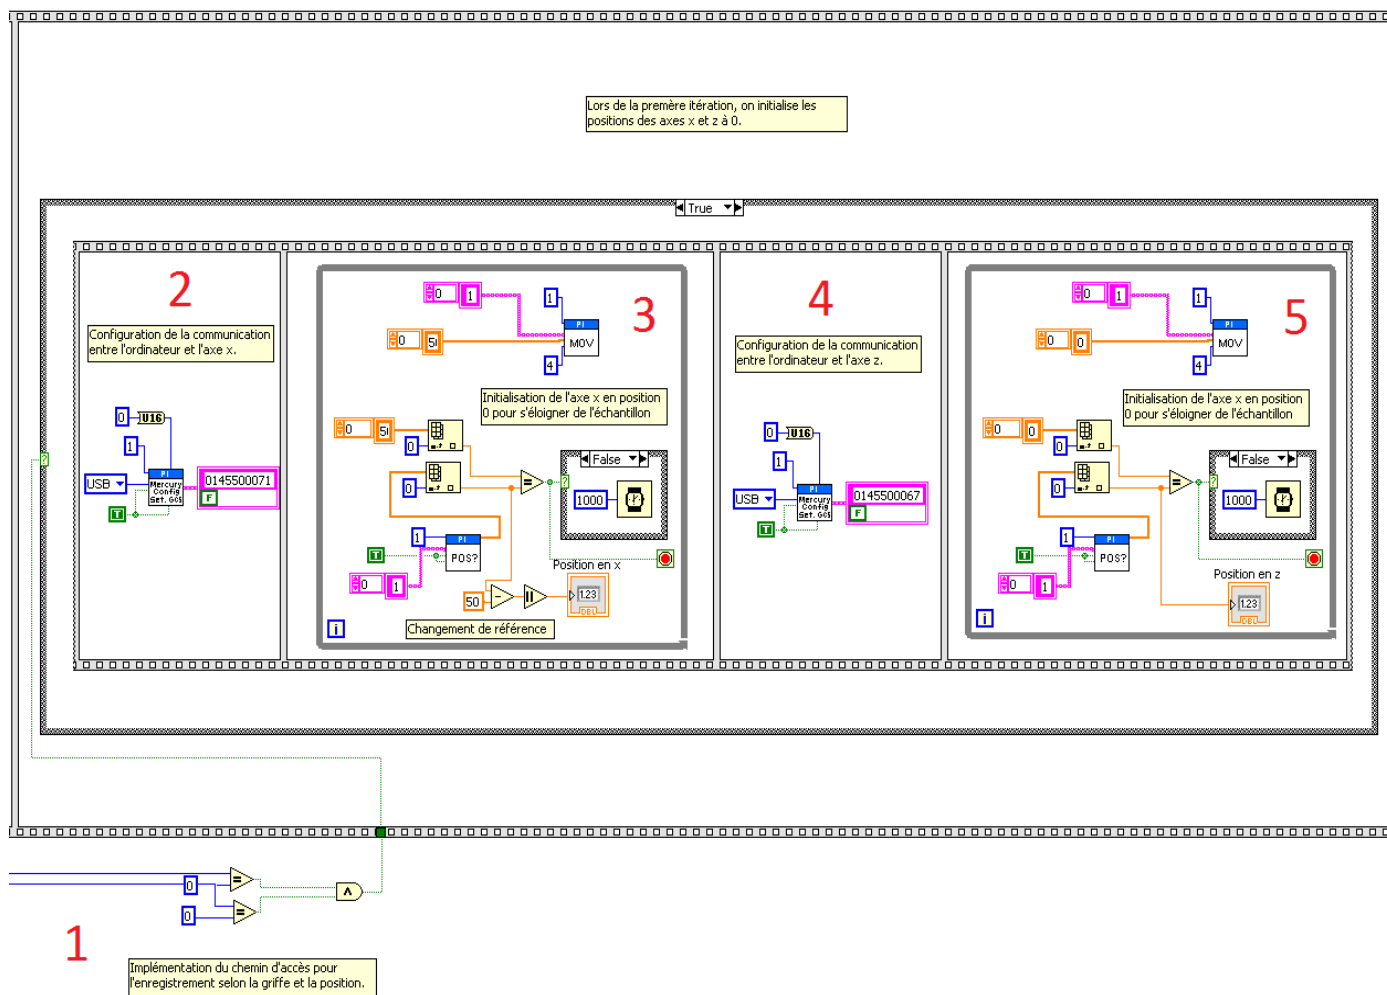 Lors de la premère itération, on initialise les
positions des axes x et z à 0.
True
2
Configuration de la communication
entre l'ordinateur et l'axe x.
0
U16
1
USB
PI
Mercury
Config
Set. GCS
0145500071
F
T
3
0
1
1
PI
MOV
0
4
Initialisation de l'axe x en position
0 pour s'éloigner de l'échantillon
0
0
0
=
False
?
1000
1
PI
POS?
T
0
1
Position en x
50
-
1.23
DBL
Changement de référence
i
4
Configuration de la communication
entre l'ordinateur et l'axe z.
0
U16
1
USB
PI
Mercury
Config
Set. GCS
0145500067
F
T
5
0
1
1
PI
MOV
0
0
4
Initialisation de l'axe x en position
0 pour s'éloigner de l'échantillon
0
0
0
0
=
False
?
1000
1
PI
POS?
T
0
1
Position en z
1.23
DBL
i
?
0
=
0
=
1
Implémentation du chemin d'accès pour
l'enregistrement selon la griffe et la position.